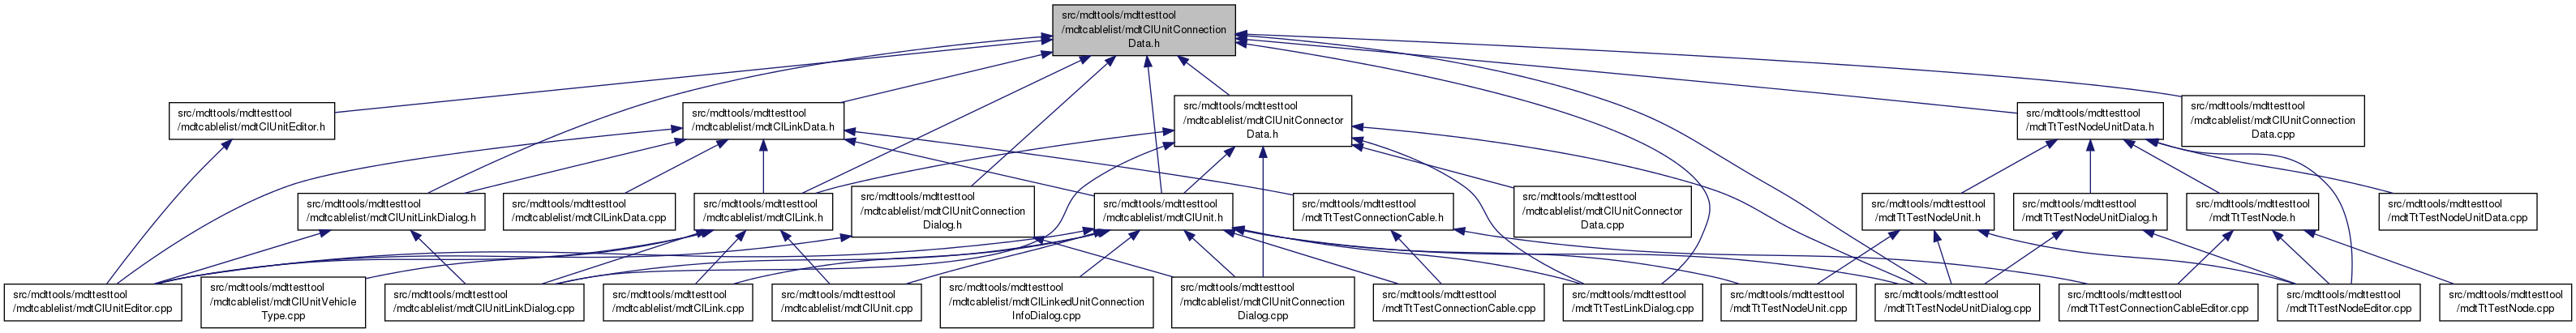 src/mdttools/mdttesttool
/mdtcablelist/mdtClUnitConnection
Data.h
src/mdttools/mdttesttool
/mdtcablelist/mdtClUnitEditor.h
src/mdttools/mdttesttool
/mdtcablelist/mdtClLinkData.h
src/mdttools/mdttesttool
/mdtcablelist/mdtClUnitConnector
Data.h
src/mdttools/mdttesttool
/mdtTtTestNodeUnitData.h
src/mdttools/mdttesttool
/mdtcablelist/mdtClUnitConnection
Data.cpp
src/mdttools/mdttesttool
/mdtcablelist/mdtClUnitLinkDialog.h
src/mdttools/mdttesttool
/mdtcablelist/mdtClLinkData.cpp
src/mdttools/mdttesttool
/mdtcablelist/mdtClLink.h
src/mdttools/mdttesttool
/mdtcablelist/mdtClUnitConnection
Dialog.h
src/mdttools/mdttesttool
/mdtcablelist/mdtClUnit.h
src/mdttools/mdttesttool
/mdtTtTestConnectionCable.h
src/mdttools/mdttesttool
/mdtcablelist/mdtClUnitConnector
Data.cpp
src/mdttools/mdttesttool
/mdtTtTestNodeUnit.h
src/mdttools/mdttesttool
/mdtTtTestNodeUnitDialog.h
src/mdttools/mdttesttool
/mdtTtTestNode.h
src/mdttools/mdttesttool
/mdtTtTestNodeUnitData.cpp
src/mdttools/mdttesttool
/mdtcablelist/mdtClUnitEditor.cpp
src/mdttools/mdttesttool
/mdtcablelist/mdtClUnitVehicle
Type.cpp
src/mdttools/mdttesttool
/mdtcablelist/mdtClUnitLinkDialog.cpp
src/mdttools/mdttesttool
/mdtcablelist/mdtClLink.cpp
src/mdttools/mdttesttool
/mdtcablelist/mdtClUnit.cpp
src/mdttools/mdttesttool
/mdtcablelist/mdtClLinkedUnitConnection
InfoDialog.cpp
src/mdttools/mdttesttool
/mdtcablelist/mdtClUnitConnection
Dialog.cpp
src/mdttools/mdttesttool
/mdtTtTestConnectionCable.cpp
src/mdttools/mdttesttool
/mdtTtTestLinkDialog.cpp
src/mdttools/mdttesttool
/mdtTtTestNodeUnit.cpp
src/mdttools/mdttesttool
/mdtTtTestNodeUnitDialog.cpp
src/mdttools/mdttesttool
/mdtTtTestConnectionCableEditor.cpp
src/mdttools/mdttesttool
/mdtTtTestNodeEditor.cpp
src/mdttools/mdttesttool
/mdtTtTestNode.cpp